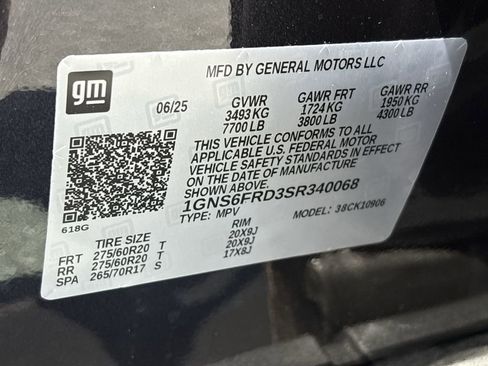 gm
MFD BY GENERAL MOTORS LLC
06/25 GVWR GAWR FRT GAWR RR
3493 KG 1724 KG 1950 KG
7700 LB 3800 LB 4300 LB
THIS VEHICLE CONFORMS TO ALL
APPLICABLE U.S. FEDERAL MOTOR
VEHICLE SAFETY STANDARDS IN EFFECT
ON THE DATE OF MANUFACTURE
SHOWN ABOVE.
1GNS6FRD3SR340068
618G TYPE: MPV MODEL: 38CK10906
TIRE SIZE RIM
FRT 275/60R20 T 20X9J
RR 275/60R20 T 20X9J
SPA 265/70R17 S 17X8J